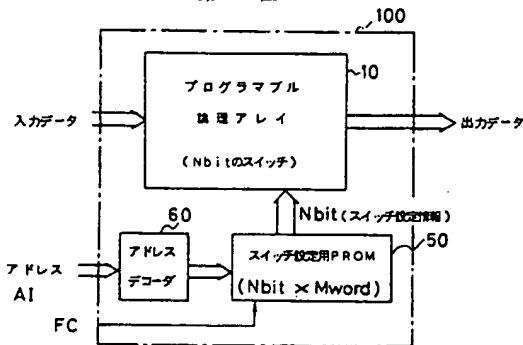 100
10
プログラマブル
論理アレイ
(Nbitのスイッチ)
入力データ
出力データ
Nbit(スイッチ設定情報)
60
アドレス
デコーダ
50
スイッチ設定用PROM
(Nbit × Mword)
アドレス
AI
FC